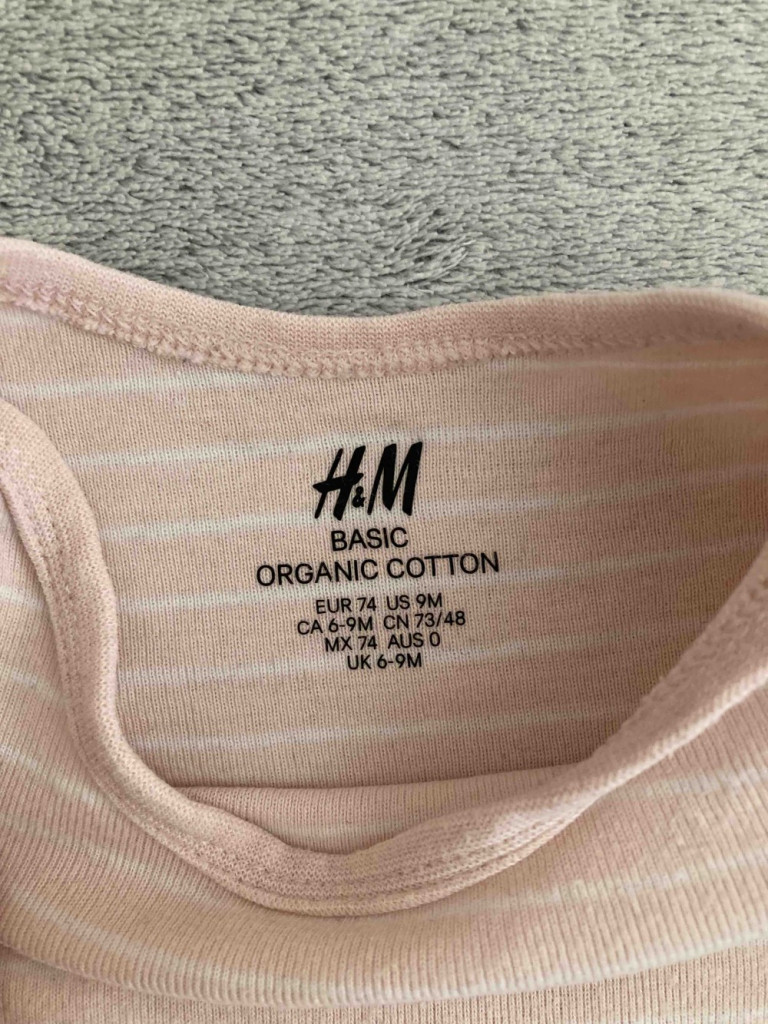 H&M
BASIC
ORGANIC COTTON
EUR 74 US 9M
CA 6-9M CN 73/48
MX 74 AUS 0
UK 6-9M